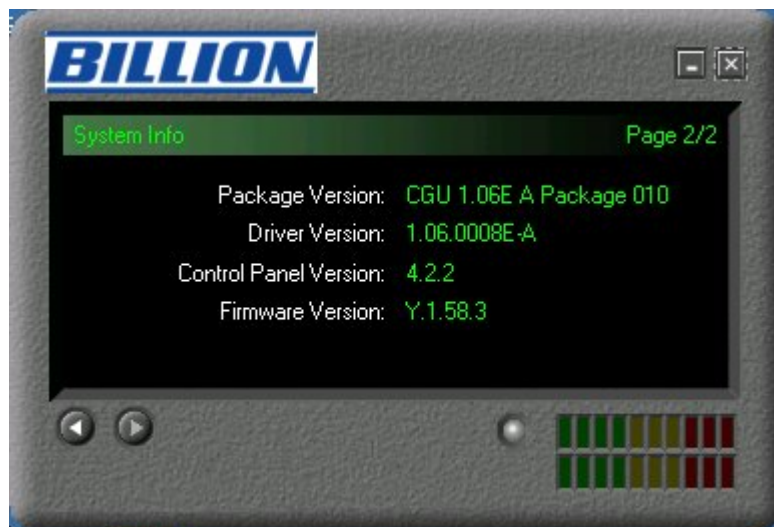 BILLION
System Info Page 2/2
Package Version: CGU 1.06E A Package 010
Driver Version: 1.06.0008E-A
Control Panel Version: 4.2.2
Firmware Version: Y.1.58.3